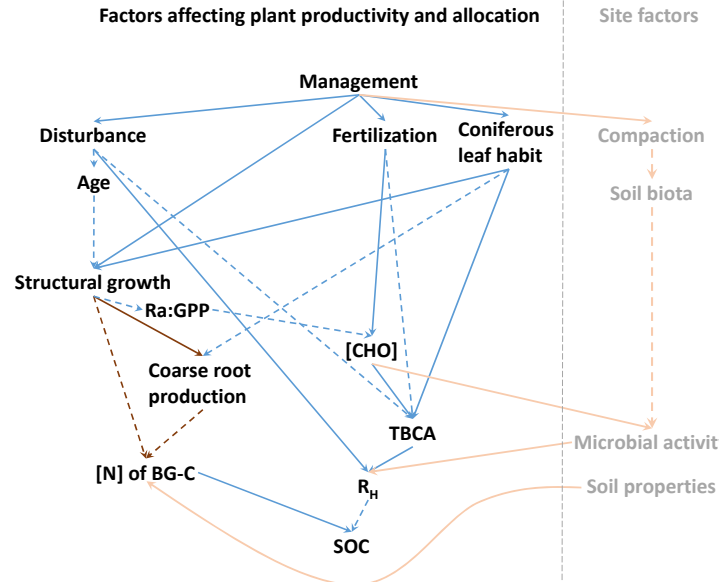 Factors affecting plant productivity and allocation
Site factors
Management
Disturbance
Fertilization
Coniferous
leaf habit
Compaction
Age
Soil biota
Structural growth
Ra:GPP
[CHO]
Coarse root
production
TBCA
Microbial activit
[N] of BG-C
RH
Soil properties
SOC